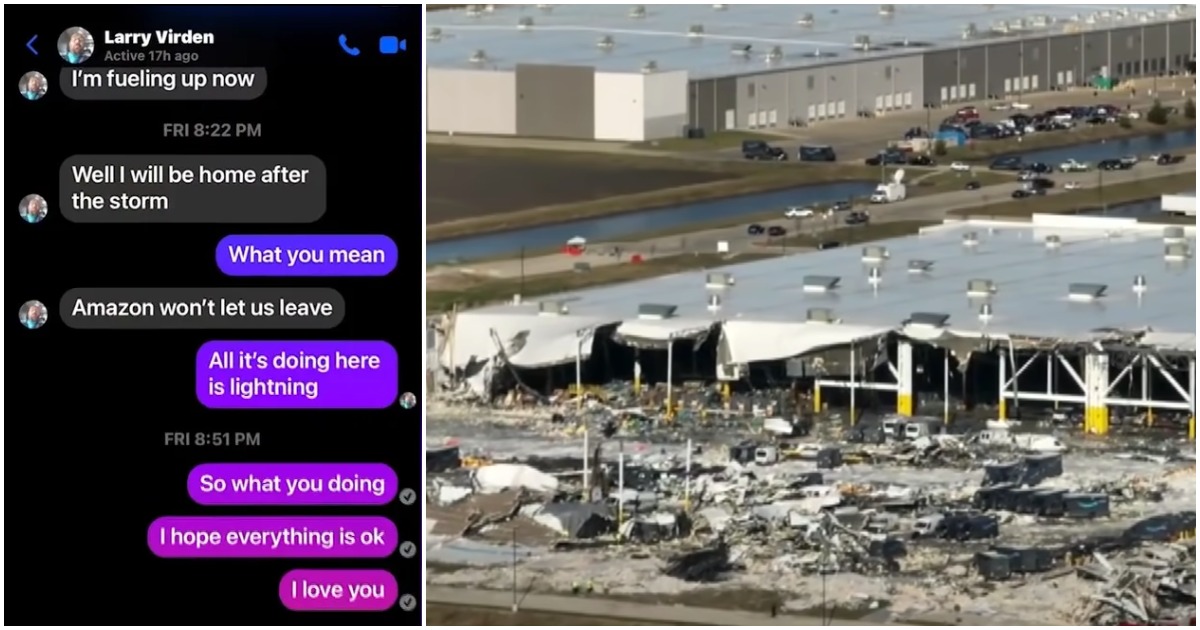 Larry Virden
Active 17h ago
I'm fueling up now
FRI 8:22 PM
Well I will be home after
the storm
What you mean
Amazon won't let us leave
All it's doing here
is lightning
FRI 8:51 PM
So what you doing
I hope everything is ok
I love you